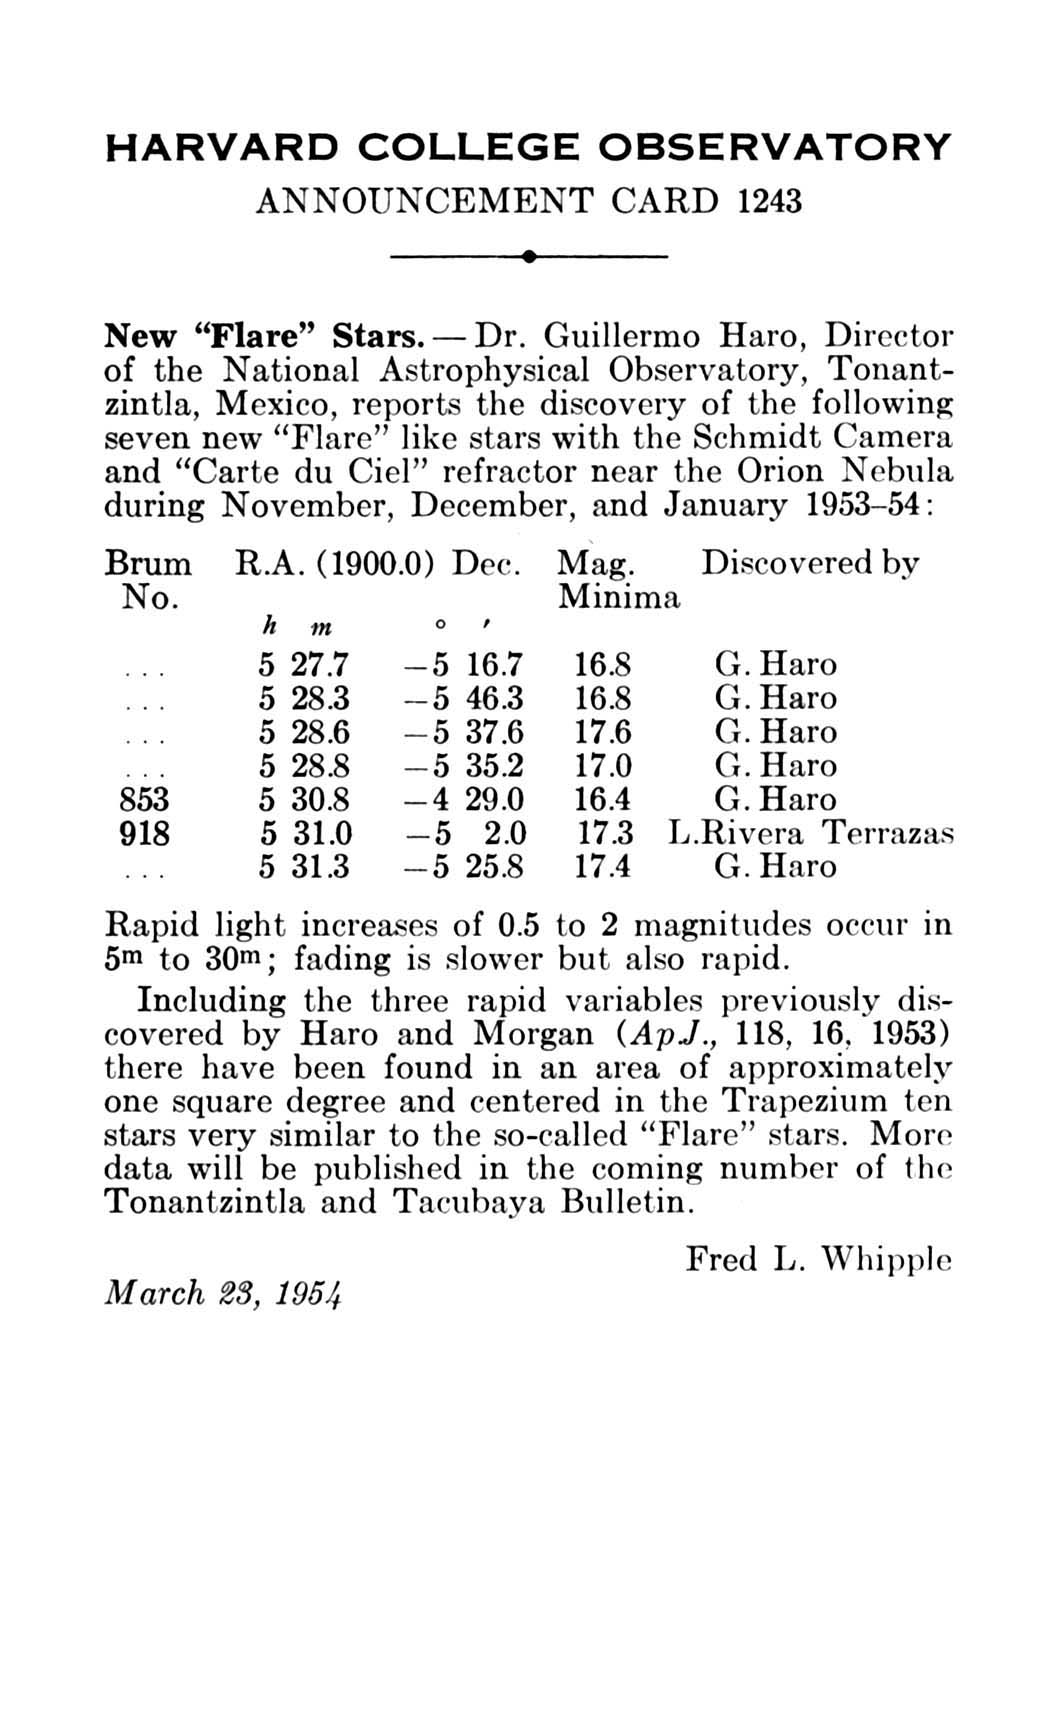 HARVARD COLLEGE OBSERVATORY
ANNOUNCEMENT CARD 1243
New “Flare” Stars. — Dr. Guillermo Haro, Director
of the National Astrophysical Observatory, Tonant-
zintla, Mexico, reports the discovery of the following
seven new “Flare” like stars with the Schmidt Camera
and “Carte du Ciel” refractor near the Orion Nebula
during November, December, and January 1953–54:
Brum R.A. (1900.0) Dec. Mag. Discovered by
No. Minima
h m ° ′
... 5 27.7 —5 16.7 16.8 G. Haro
... 5 28.3 —5 46.3 16.8 G. Haro
... 5 28.6 —5 37.6 17.6 G. Haro
... 5 28.8 —5 35.2 17.0 G. Haro
853 5 30.8 —4 29.0 16.4 G. Haro
918 5 31.0 —5 2.0 17.3 L.Rivera Terrazas
... 5 31.3 —5 25.8 17.4 G. Haro
Rapid light increases of 0.5 to 2 magnitudes occur in
5m to 30m; fading is slower but also rapid.
Including the three rapid variables previously dis-
covered by Haro and Morgan (ApJ., 118, 16, 1953)
there have been found in an area of approximately
one square degree and centered in the Trapezium ten
stars very similar to the so-called “Flare” stars. More
data will be published in the coming number of the
Tonantzintla and Tacubaya Bulletin.
Fred L. Whipple
March 23, 1954